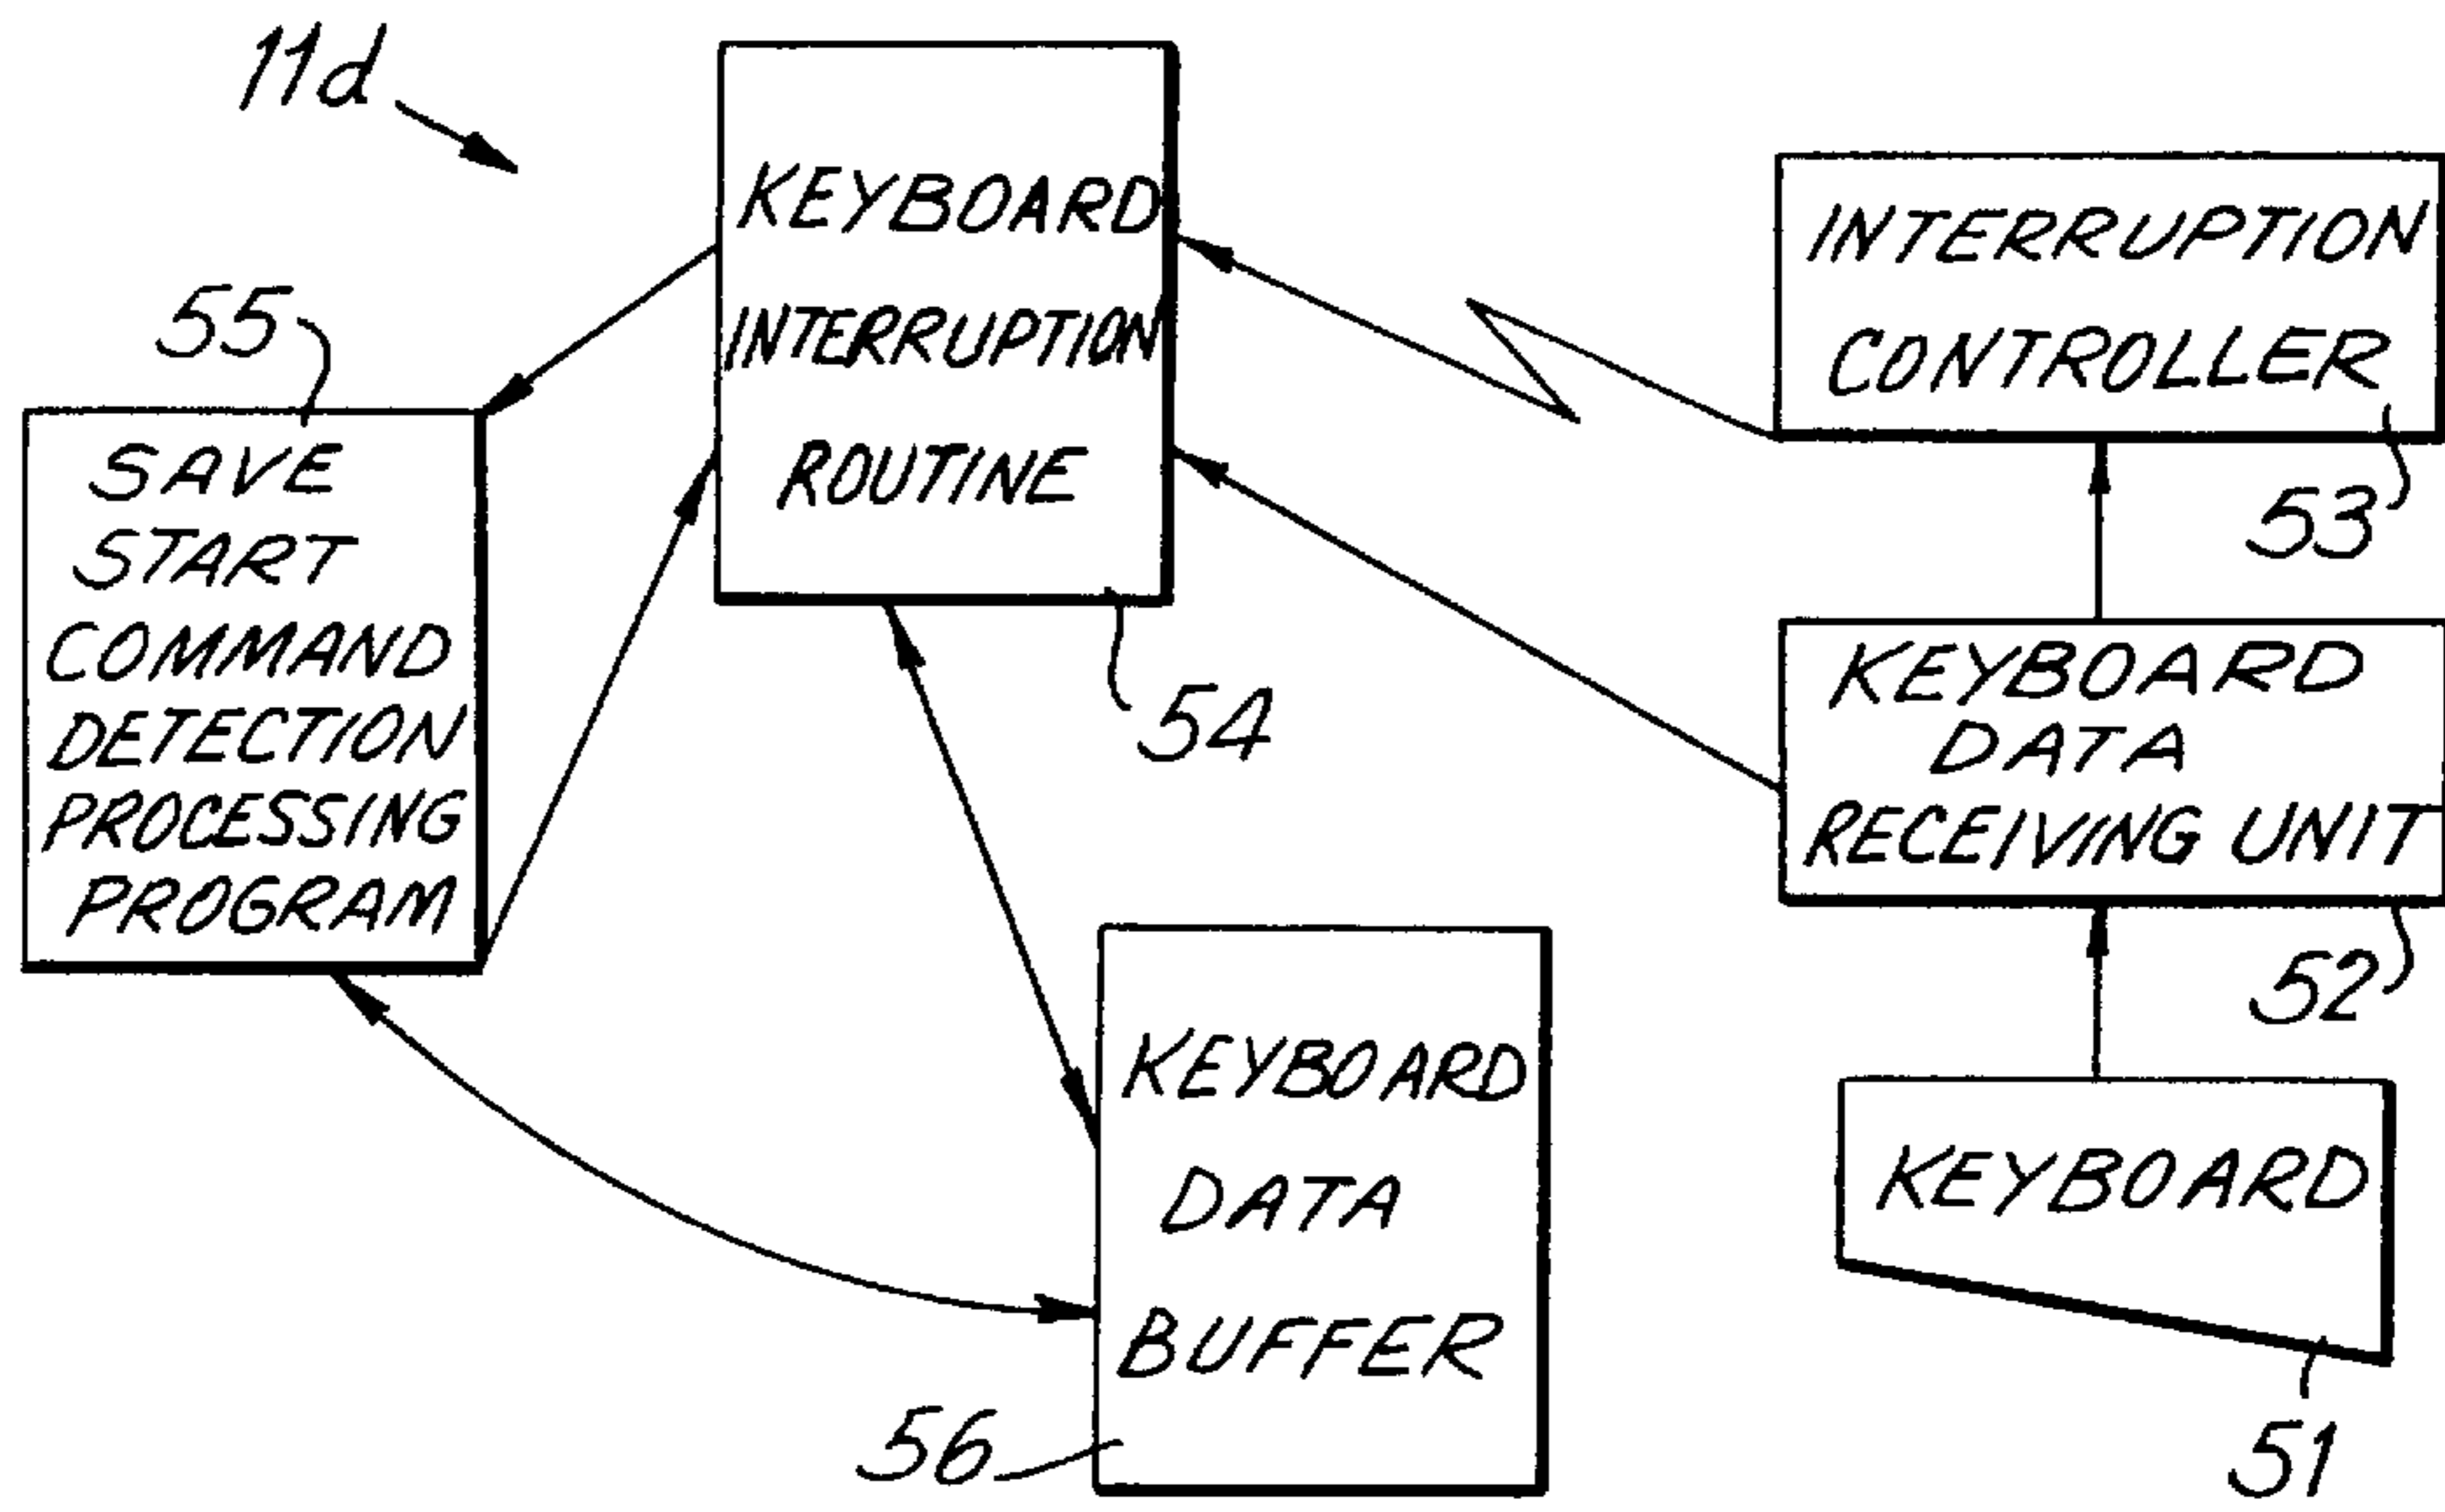 11d
KEYBOARD
INTERRUPTION
ROUTINE
54
INTERRUPTION
CONTROLLER
53
55
SAVE
START
COMMAND
DETECTION
PROCESSING
PROGRAM
KEYBOARD
DATA
RECEIVING UNIT
52
KEYBOARD
DATA
BUFFER
56
KEYBOARD
51